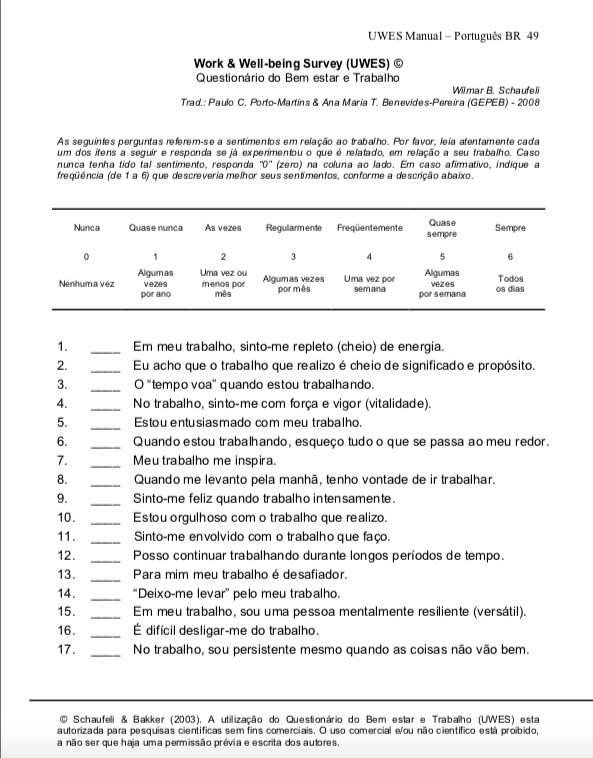 UWES Manual – Português BR 49
Work & Well-being Survey (UWES) ©
Questionário do Bem estar e Trabalho
Wilmar B. Schaufeli
Trad.: Paulo C. Porto-Martins & Ana Maria T. Benevides-Pereira (GEPEB) - 2008
As seguintes perguntas referem-se a sentimentos em relação ao trabalho. Por favor, leia atentamente cada
um dos itens a seguir e responda se já experimentou o que é relatado, em relação a seu trabalho. Caso
nunca tenha tido tal sentimento, responda "0" (zero) na coluna ao lado. Em caso afirmativo, indique a
freqüência (de 1 a 6) que descreveria melhor seus sentimentos, conforme a descrição abaixo.
Nunca Quase nunca As vezes Regularmente Freqüentemente Quase sempre Sempre
0 1 2 3 4 5 6
Nenhuma vez Algumas vezes por ano Uma vez ou menos por mês Algumas vezes por mês Uma vez por semana Algumas vezes por semana Todos os dias
1. ____ Em meu trabalho, sinto-me repleto (cheio) de energia.
2. ____ Eu acho que o trabalho que realizo é cheio de significado e propósito.
3. ____ O "tempo voa" quando estou trabalhando.
4. ____ No trabalho, sinto-me com força e vigor (vitalidade).
5. ____ Estou entusiasmado com meu trabalho.
6. ____ Quando estou trabalhando, esqueço tudo o que se passa ao meu redor.
7. ____ Meu trabalho me inspira.
8. ____ Quando me levanto pela manhã, tenho vontade de ir trabalhar.
9. ____ Sinto-me feliz quando trabalho intensamente.
10. ____ Estou orgulhoso com o trabalho que realizo.
11. ____ Sinto-me envolvido com o trabalho que faço.
12. ____ Posso continuar trabalhando durante longos períodos de tempo.
13. ____ Para mim meu trabalho é desafiador.
14. ____ "Deixo-me levar" pelo meu trabalho.
15. ____ Em meu trabalho, sou uma pessoa mentalmente resiliente (versátil).
16. ____ É difícil desligar-me do trabalho.
17. ____ No trabalho, sou persistente mesmo quando as coisas não vão bem.
© Schaufeli & Bakker (2003). A utilização do Questionário do Bem estar e Trabalho (UWES) esta
autorizada para pesquisas científicas sem fins comerciais. O uso comercial e/ou não científico está proibido,
a não ser que haja uma permissão prévia e escrita dos autores.